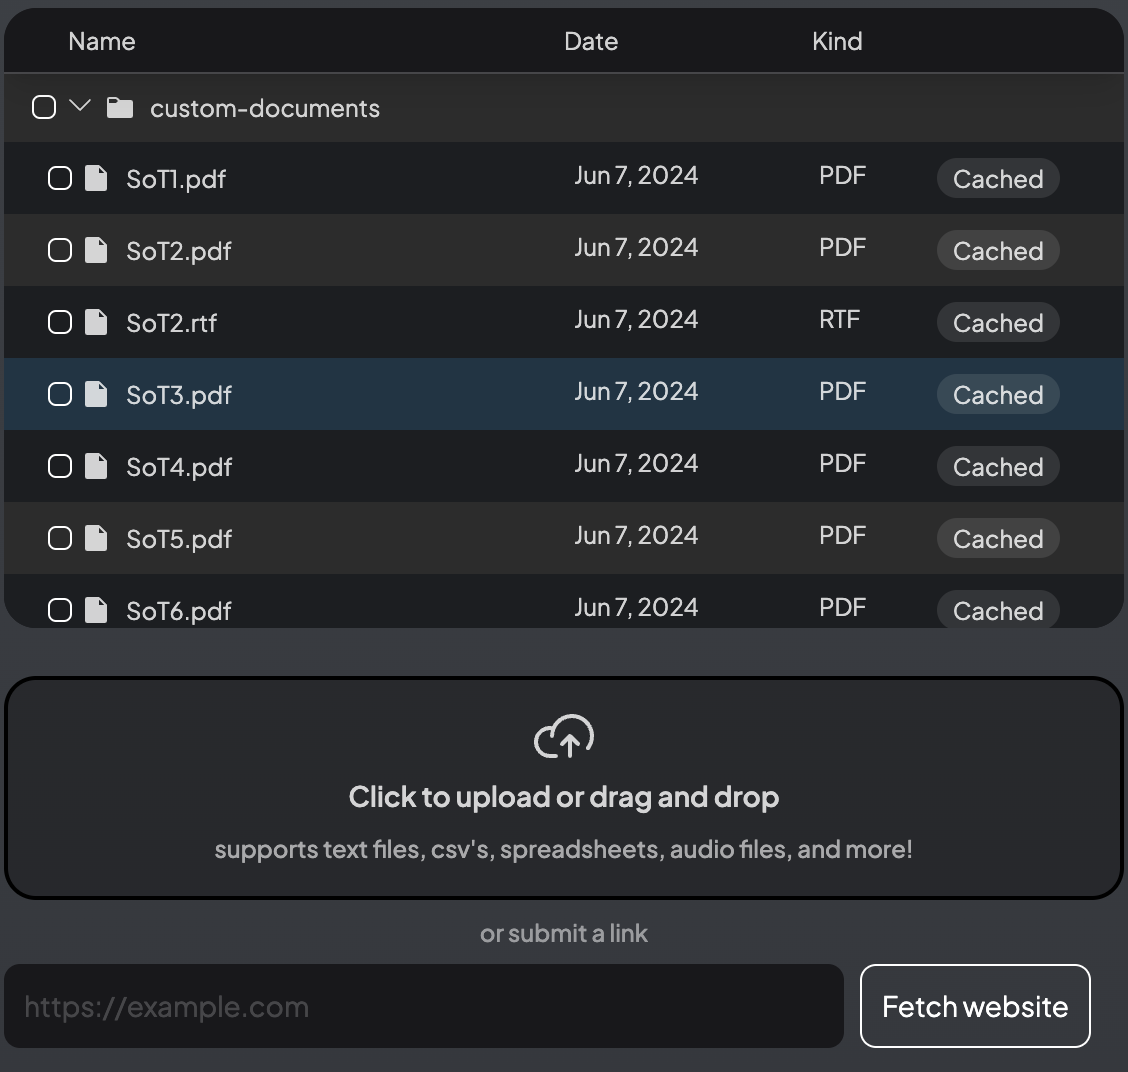 Name Date Kind
custom-documents
SoT1.pdf Jun 7, 2024 PDF Cached
SoT2.pdf Jun 7, 2024 PDF Cached
SoT2.rtf Jun 7, 2024 RTF Cached
SoT3.pdf Jun 7, 2024 PDF Cached
SoT4.pdf Jun 7, 2024 PDF Cached
SoT5.pdf Jun 7, 2024 PDF Cached
SoT6.pdf Jun 7, 2024 PDF Cached
Click to upload or drag and drop
supports text files, csv's, spreadsheets, audio files, and more!
or submit a link
https://example.com Fetch website